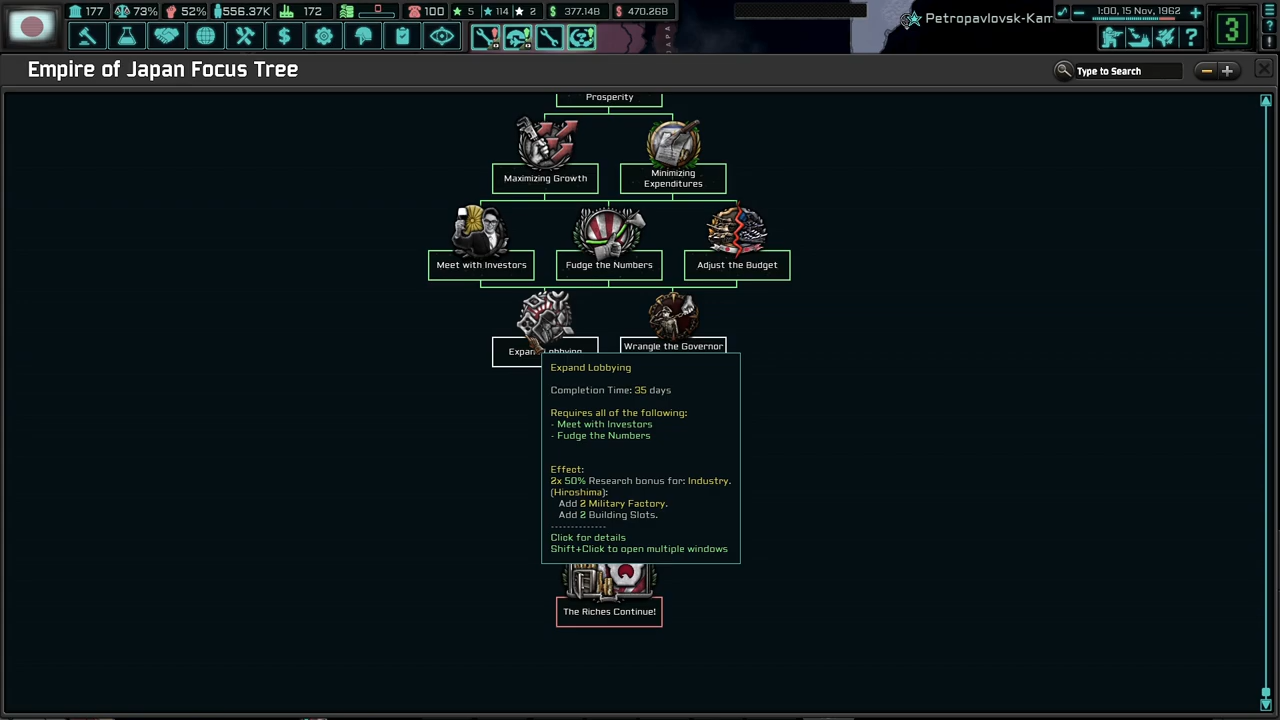 177 73% 52% 556.37K 172 100 5 114 2 $ 377.14B $ 470.26B
Petropavlovsk-Kam
1:00, 15 Nov, 1962
3
Empire of Japan Focus Tree
Type to Search
Prosperity
Maximizing Growth
Minimizing
Expenditures
Meet with Investors
Fudge the Numbers
Adjust the Budget
Expand Lobbying
Wrangle the Governor
Expand Lobbying
Completion Time: 35 days
Requires all of the following:
- Meet with Investors
- Fudge the Numbers
Effect:
2x 50% Research bonus for: Industry.
(Hiroshima):
Add 2 Military Factory.
Add 2 Building Slots.
--------------
Click for details
Shift+Click to open multiple windows
The Riches Continue!